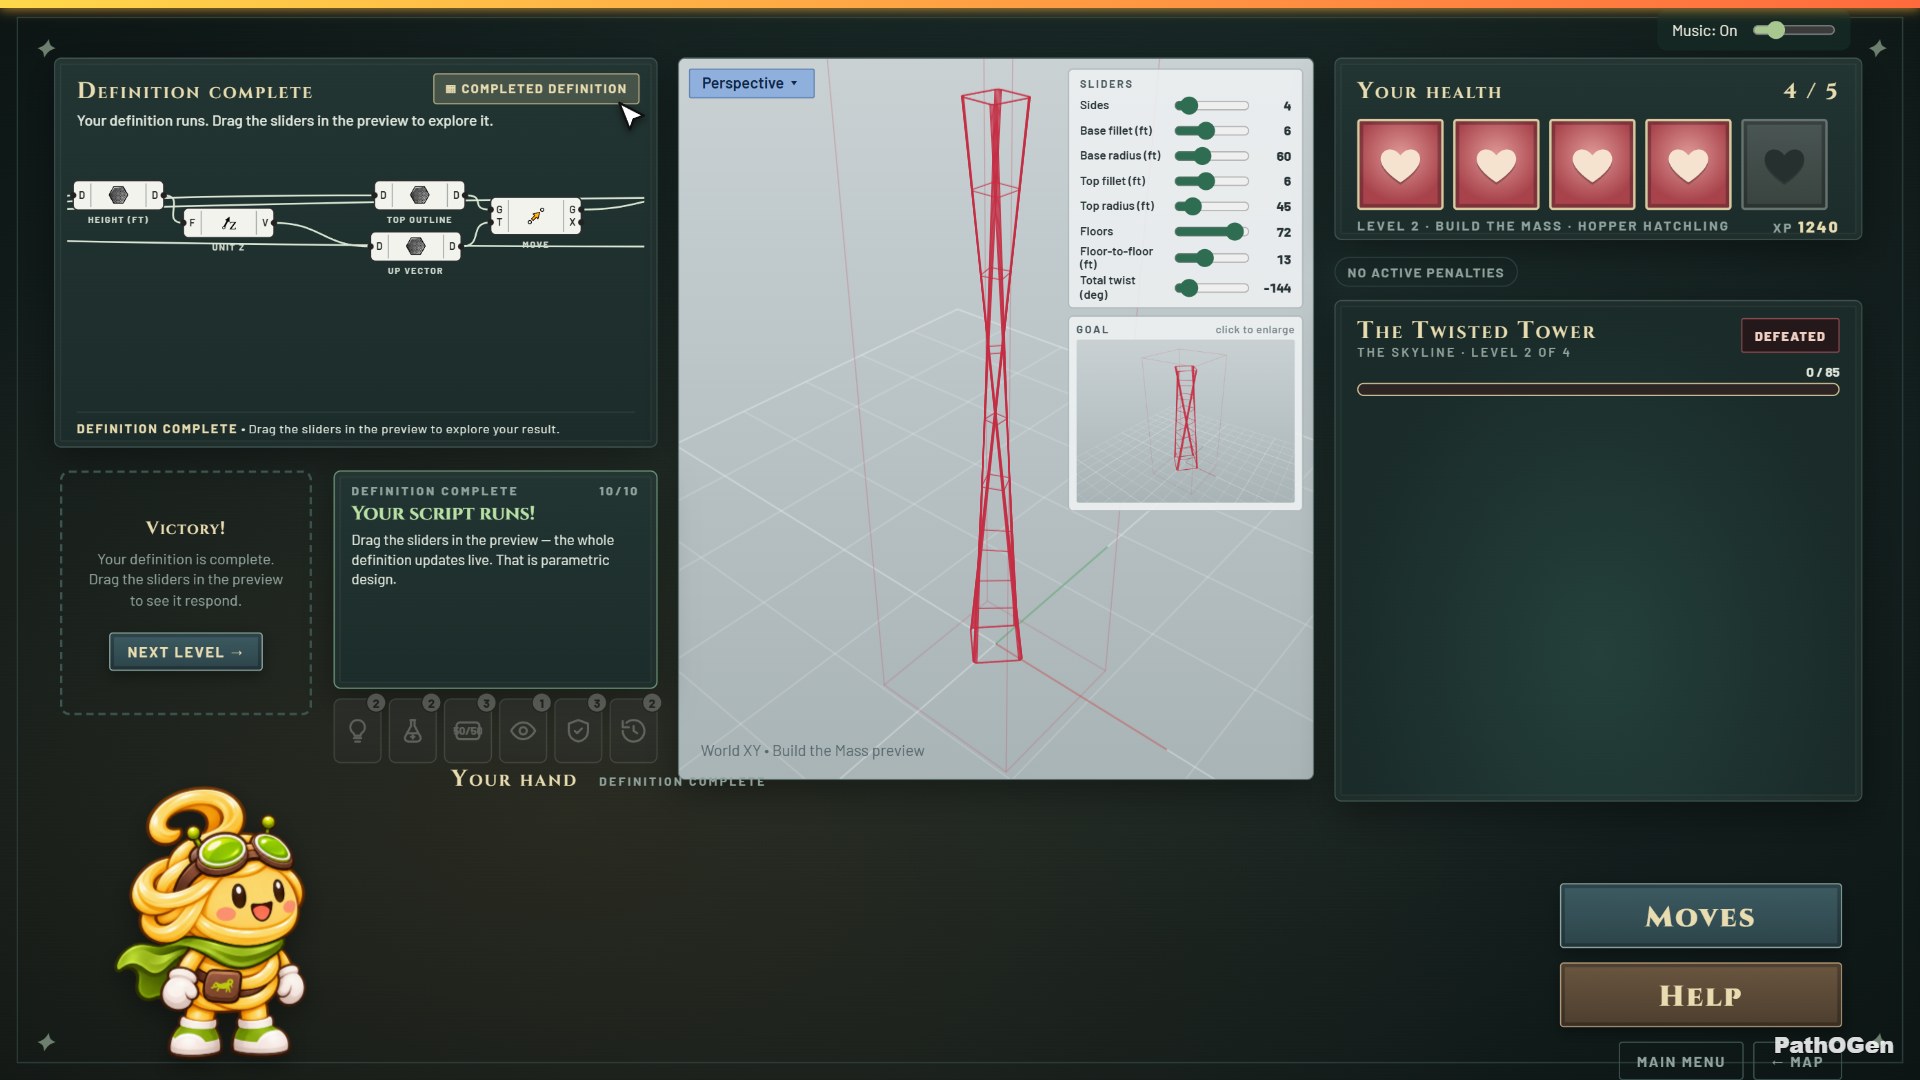 Music: On
DEFINITION COMPLETE
COMPLETED DEFINITION
Your definition runs. Drag the sliders in the preview to explore it.
D D
HEIGHT (FT)
F V
UNIT Z
D D
TOP OUTLINE
D D
UP VECTOR
G G
T X
MOVE
DEFINITION COMPLETE • Drag the sliders in the preview to explore your result.
VICTORY!
Your definition is complete.
Drag the sliders in the preview
to see it respond.
NEXT LEVEL →
DEFINITION COMPLETE 10/10
YOUR SCRIPT RUNS!
Drag the sliders in the preview — the whole
definition updates live. That is parametric
design.
2 2 3 1 3 2
50/50
YOUR HAND DEFINITION COMPLETE
Perspective
SLIDERS
Sides 4
Base fillet (ft) 6
Base radius (ft) 60
Top fillet (ft) 6
Top radius (ft) 45
Floors 72
Floor-to-floor
(ft) 13
Total twist
(deg) -144
GOAL click to enlarge
World XY • Build the Mass preview
YOUR HEALTH 4 / 5
LEVEL 2 · BUILD THE MASS · HOPPER HATCHLING XP 1240
NO ACTIVE PENALTIES
THE TWISTED TOWER
DEFEATED
THE SKYLINE · LEVEL 2 OF 4
0 / 85
MOVES
HELP
MAIN MENU
← MAP
PathOGen